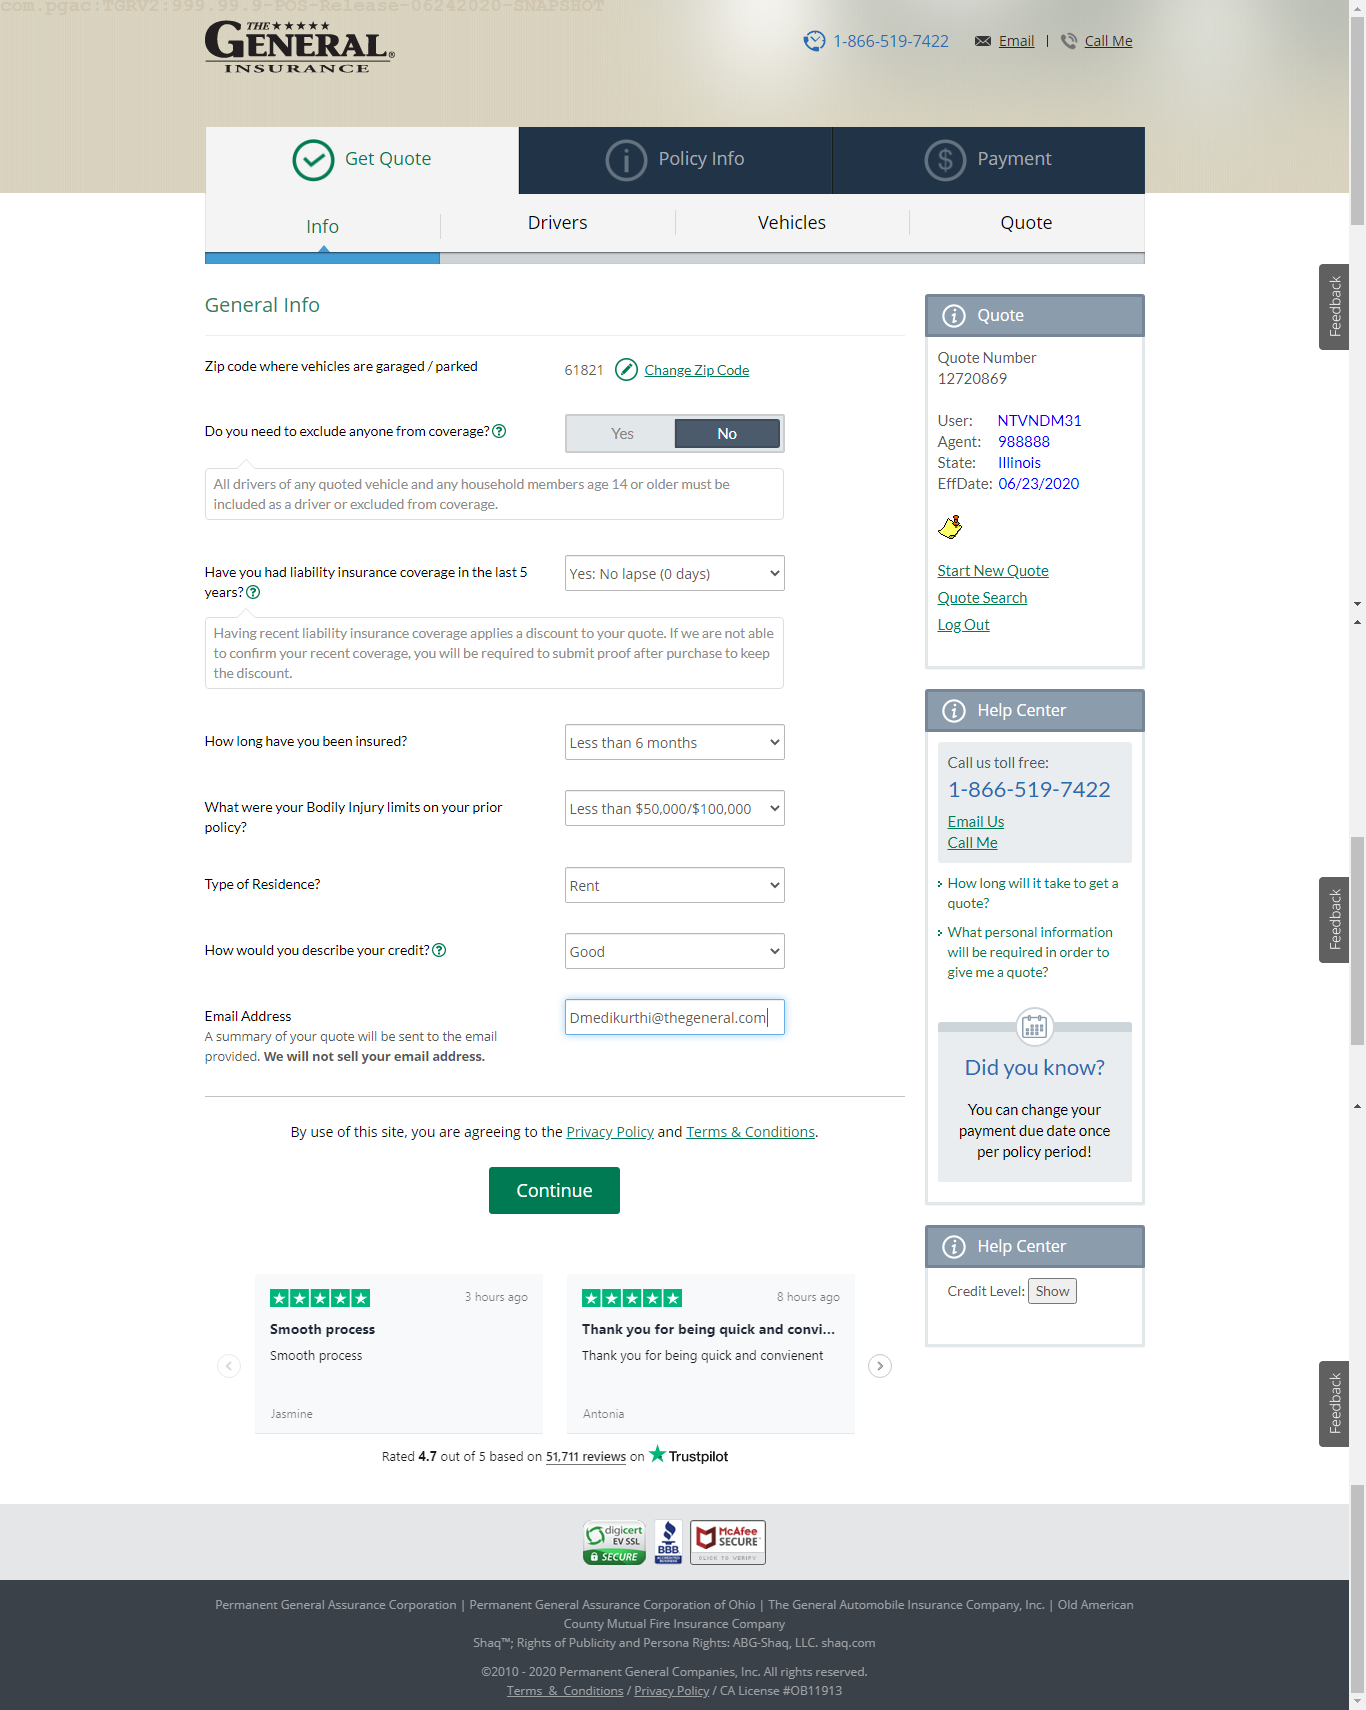 com.pgac:TGRV2:999.99.9-POS-Release-06242020-SNAPSHOT
THE
GENERAL®
INSURANCE
1-866-519-7422
Email | Call Me
Get Quote
Policy Info
Payment
Info
Drivers
Vehicles
Quote
General Info
Zip code where vehicles are garaged / parked
61821
Change Zip Code
Do you need to exclude anyone from coverage?
Yes
No
All drivers of any quoted vehicle and any household members age 14 or older must be
included as a driver or excluded from coverage.
Have you had liability insurance coverage in the last 5
years?
Yes: No lapse (0 days)
Having recent liability insurance coverage applies a discount to your quote. If we are not able
to confirm your recent coverage, you will be required to submit proof after purchase to keep
the discount.
How long have you been insured?
Less than 6 months
What were your Bodily Injury limits on your prior
policy?
Less than $50,000/$100,000
Type of Residence?
Rent
How would you describe your credit?
Good
Email Address
A summary of your quote will be sent to the email
provided. We will not sell your email address.
Dmedikurthi@thegeneral.com
By use of this site, you are agreeing to the Privacy Policy and Terms & Conditions.
Continue
3 hours ago
Smooth process
Smooth process
Jasmine
8 hours ago
Thank you for being quick and convi...
Thank you for being quick and convienent
Antonia
Rated 4.7 out of 5 based on 51,711 reviews on Trustpilot
Quote
Quote Number
12720869
User: NTVNDM31
Agent: 988888
State: Illinois
EffDate: 06/23/2020
Start New Quote
Quote Search
Log Out
Help Center
Call us toll free:
1-866-519-7422
Email Us
Call Me
How long will it take to get a
quote?
What personal information
will be required in order to
give me a quote?
Did you know?
You can change your
payment due date once
per policy period!
Help Center
Credit Level: Show
Feedback
Feedback
Feedback
digicert
EV SSL
SECURE
BBB
ACCREDITED
BUSINESS
McAfee
SECURE
CLICK TO VERIFY
Permanent General Assurance Corporation | Permanent General Assurance Corporation of Ohio | The General Automobile Insurance Company, Inc. | Old American
County Mutual Fire Insurance Company
Shaq™; Rights of Publicity and Persona Rights: ABG-Shaq, LLC. shaq.com
©2010 - 2020 Permanent General Companies, Inc. All rights reserved.
Terms & Conditions / Privacy Policy / CA License #OB11913